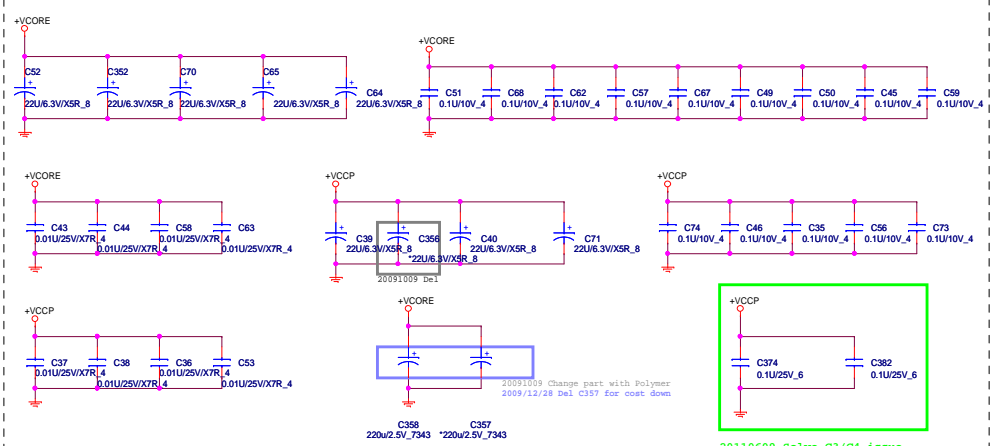 +VCORE
C52
22U/6.3V/X5R_8
C352
22U/6.3V/X5R_8
C70
22U/6.3V/X5R_8
C65
22U/6.3V/X5R_8
C64
22U/6.3V/X5R_8
+VCORE
C51
0.1U/10V_4
C68
0.1U/10V_4
C62
0.1U/10V_4
C57
0.1U/10V_4
C67
0.1U/10V_4
C49
0.1U/10V_4
C50
0.1U/10V_4
C45
0.1U/10V_4
C59
0.1U/10V_4
+VCORE
C43
0.01U/25V/X7R_4
C44
0.01U/25V/X7R_4
C58
0.01U/25V/X7R_4
C63
0.01U/25V/X7R_4
+VCCP
C39
22U/6.3V/X5R_8
C356
*22U/6.3V/X5R_8
C40
22U/6.3V/X5R_8
C71
22U/6.3V/X5R_8
20091009 Del
+VCCP
C74
0.1U/10V_4
C46
0.1U/10V_4
C35
0.1U/10V_4
C56
0.1U/10V_4
C73
0.1U/10V_4
+VCCP
C37
0.01U/25V/X7R_4
C38
0.01U/25V/X7R_4
C36
0.01U/25V/X7R_4
C53
0.01U/25V/X7R_4
+VCORE
20091009 Change part with Polymer
2009/12/28 Del C357 for cost down
C358
220u/2.5V_7343
C357
*220u/2.5V_7343
+VCCP
C374
0.1U/25V_6
C382
0.1U/25V_6